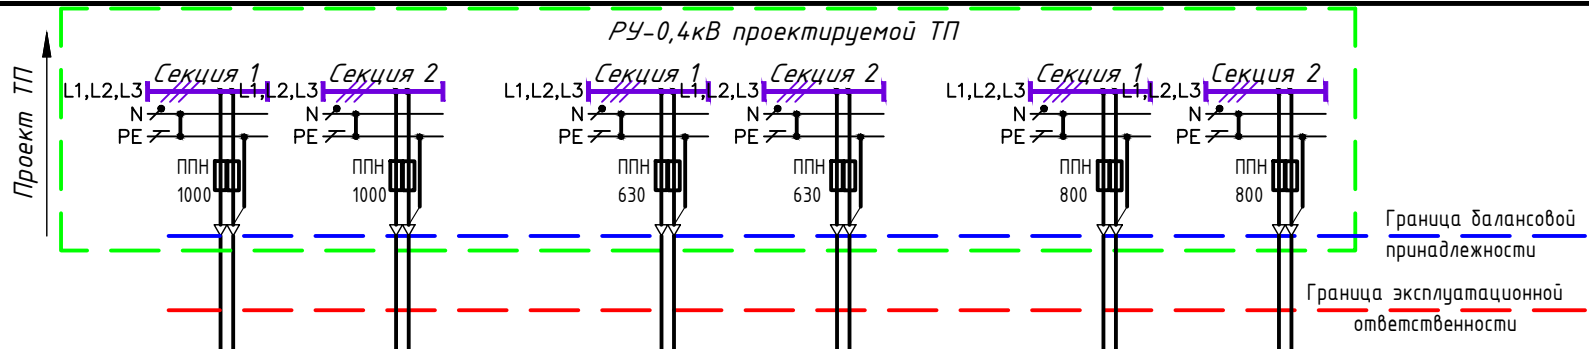 РУ-0,4кВ проектируемой ТП
Проект ТП
Секция 1
L1,L2,L3
N
PE
ППН
1000
Секция 2
L1,L2,L3
N
PE
ППН
1000
Секция 1
L1,L2,L3
N
PE
ППН
630
Секция 2
L1,L2,L3
N
PE
ППН
630
Секция 1
L1,L2,L3
N
PE
ППН
800
Секция 2
L1,L2,L3
N
PE
ППН
800
Граница балансовой
принадлежности
Граница эксплуатационной
ответственности